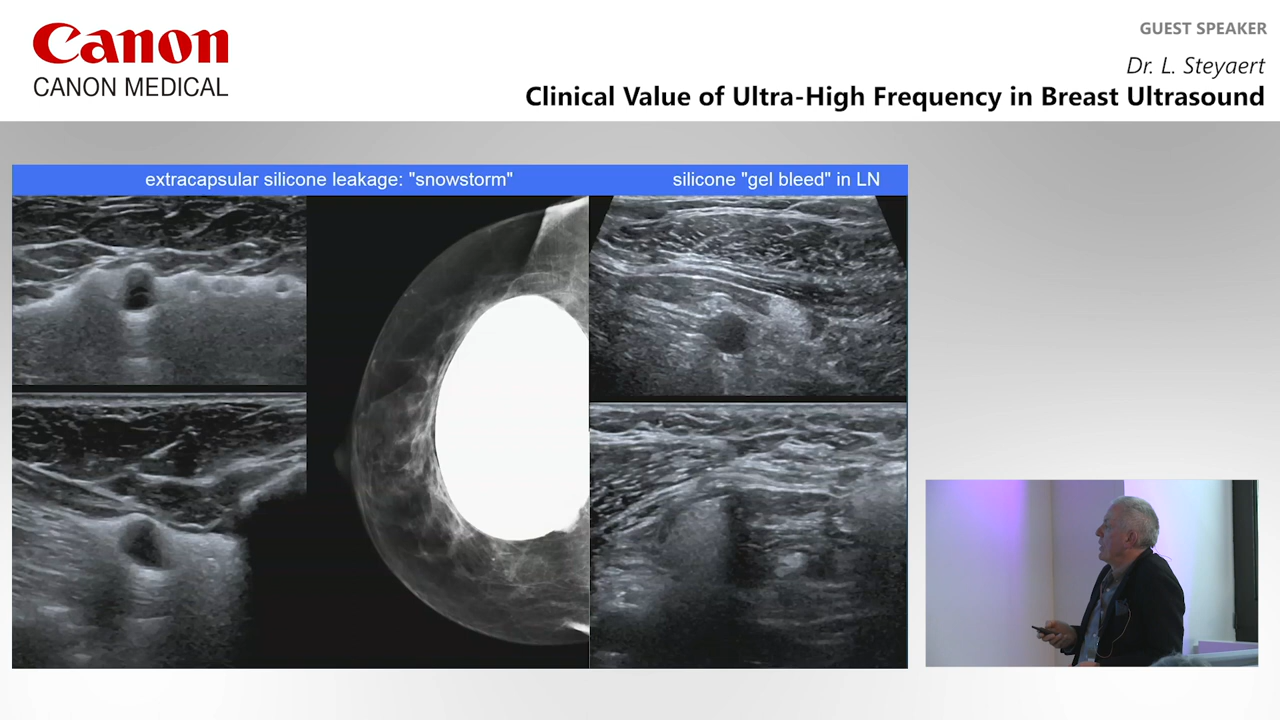 Canon
CANON MEDICAL
GUEST SPEAKER
Dr. L. Steyaert
Clinical Value of Ultra-High Frequency in Breast Ultrasound
extracapsular silicone leakage: "snowstorm"
silicone "gel bleed" in LN